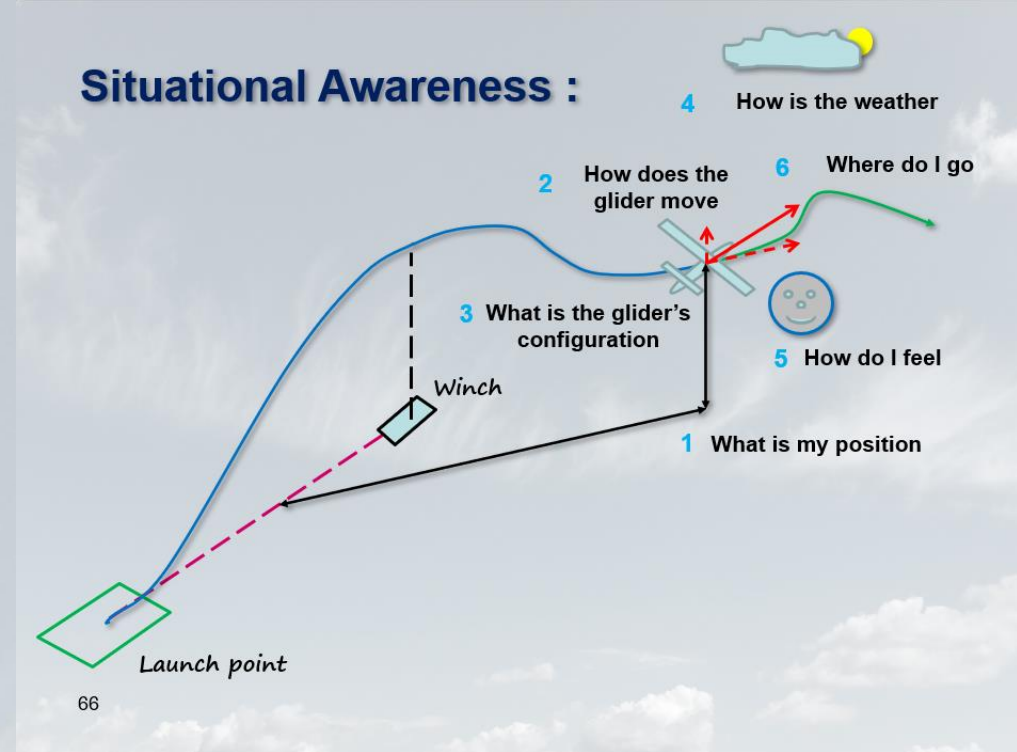 Situational Awareness :
4 How is the weather
6 Where do I go
2 How does the
glider move
3 What is the glider's
configuration
5 How do I feel
Winch
1 What is my position
Launch point
66